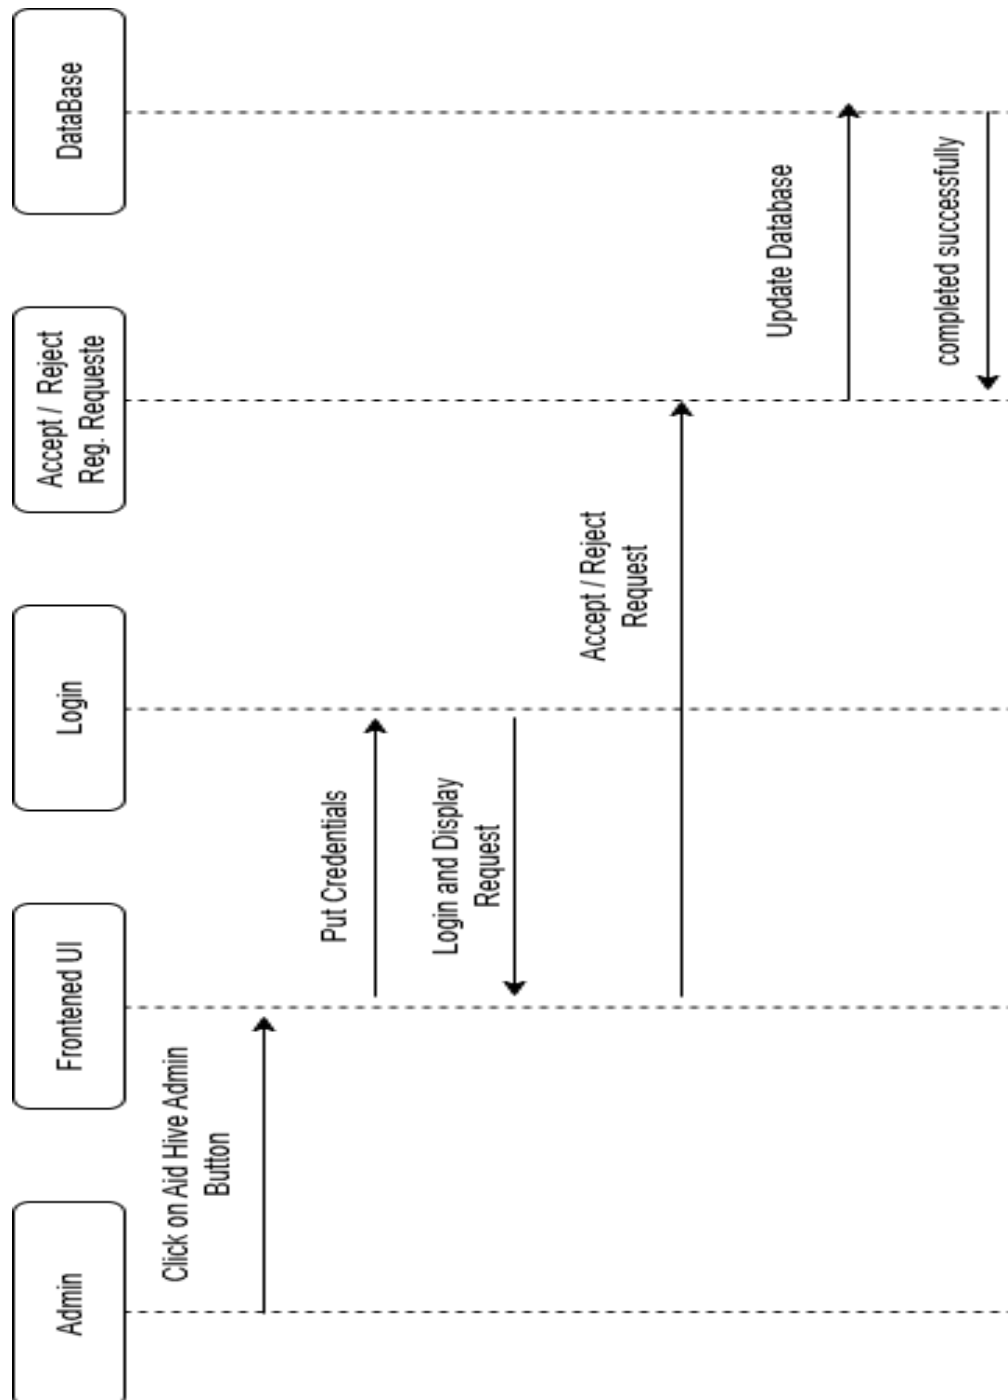 Admin
Frontened UI
Login
Accept / Reject
Reg. Requeste
DataBase
Click on Aid Hive Admin
Button
Put Credentials
Login and Display
Request
Accept / Reject
Request
Update Database
completed successfully